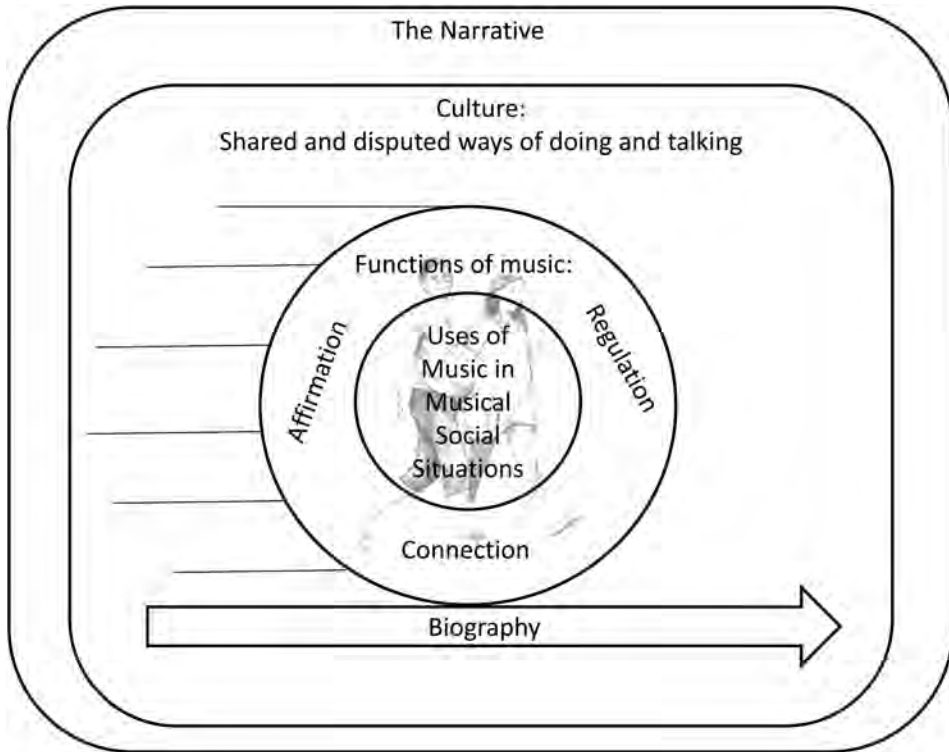 The Narrative
Culture:
Shared and disputed ways of doing and talking
Functions of music:
Affirmation
Regulation
Uses of
Music in
Musical
Social
Situations
Connection
Biography